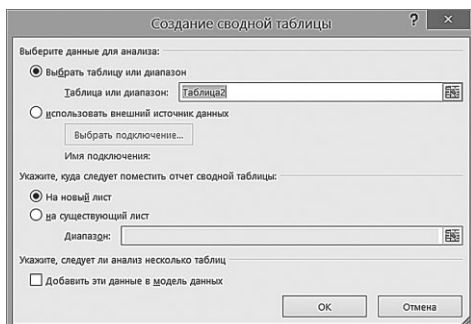 Создание сводной таблицы ? ×
Выберите данные для анализа:
Выбрать таблицу или диапазон
Таблица или диапазон: Таблица2
использовать внешний источник данных
Выбрать подключение...
Имя подключения:
Укажите, куда следует поместить отчет сводной таблицы:
На новый лист
на существующий лист
Диапазон:
Укажите, следует ли анализ несколько таблиц
Добавить эти данные в модель данных
ОК Отмена